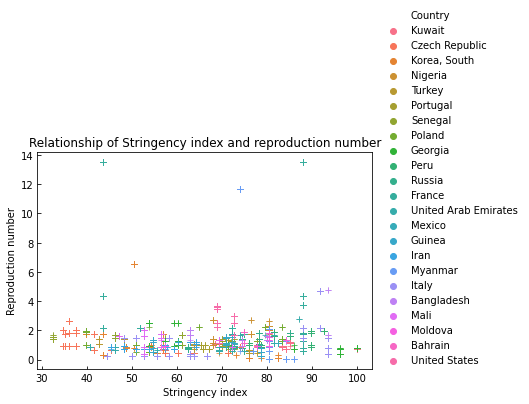 Country
Kuwait
Czech Republic
Korea, South
Nigeria
Turkey
Portugal
Senegal
Poland
Georgia
Peru
Russia
France
United Arab Emirates
Mexico
Guinea
Iran
Myanmar
Italy
Bangladesh
Mali
Moldova
Bahrain
United States
Relationship of Stringency index and reproduction number
14
12
10
8
6
4
2
0
Reproduction number
30 40 50 60 70 80 90 100
Stringency index